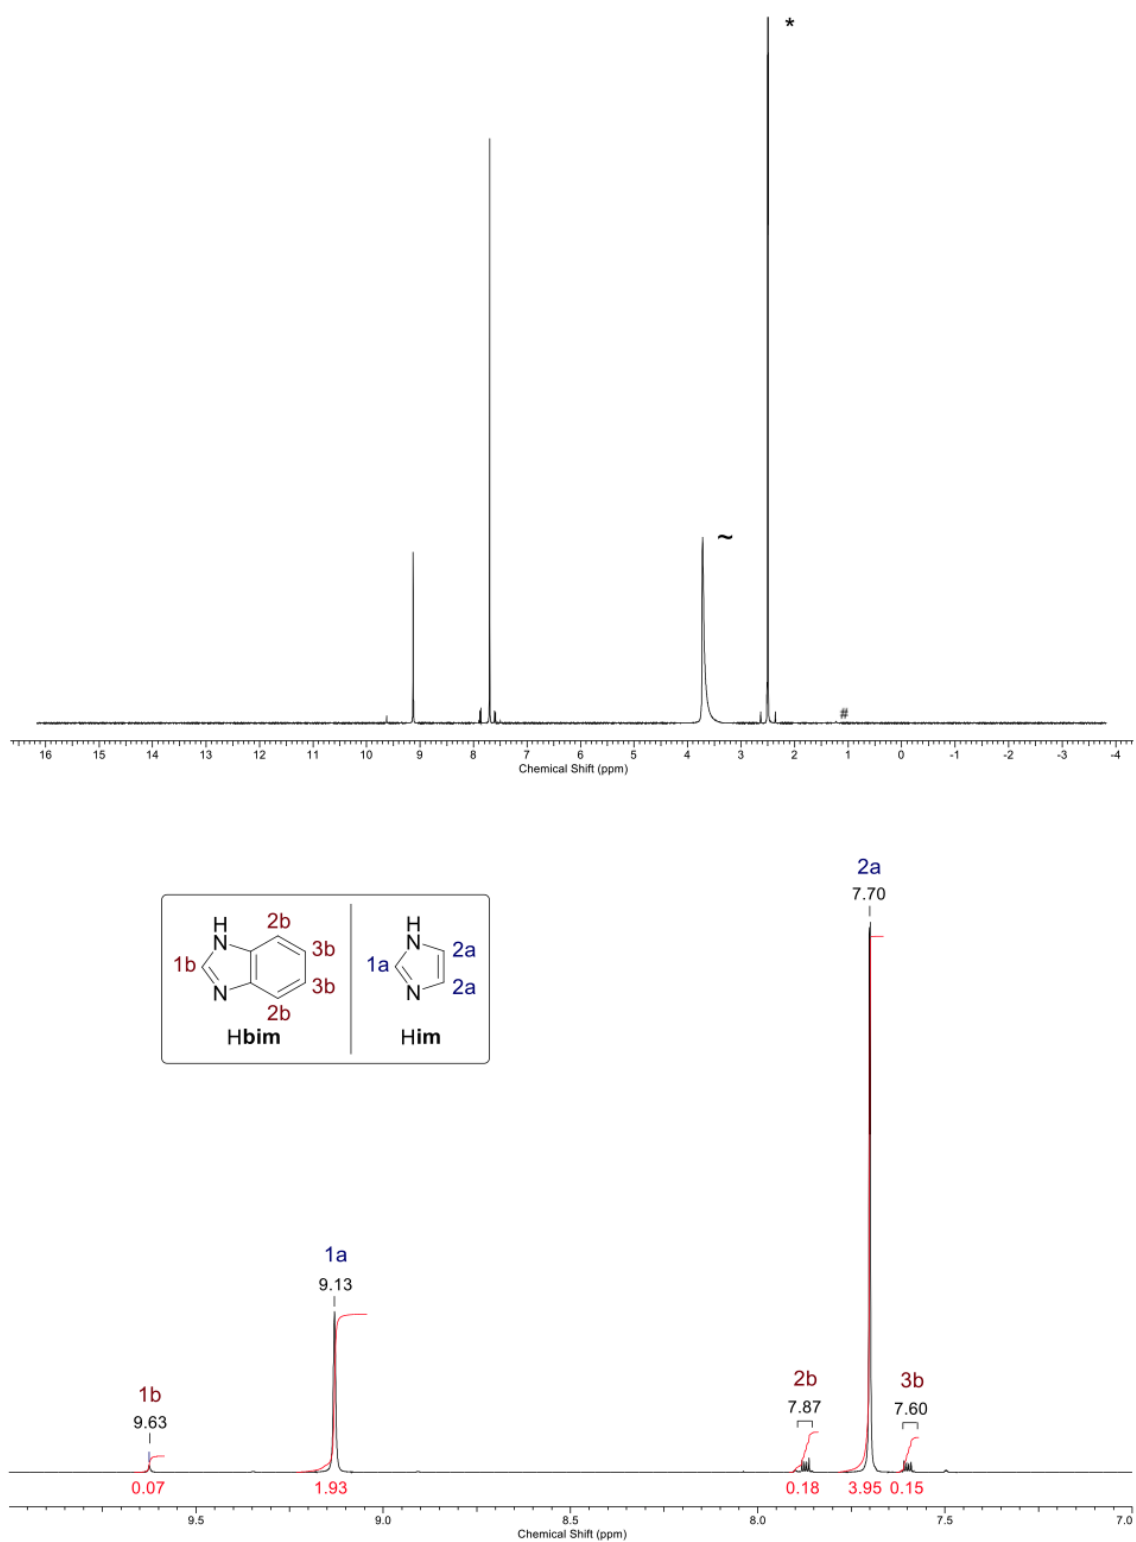 *
~
#
16 15 14 13 12 11 10 9 8 7 6 5 4 3 2 1 0 -1 -2 -3 -4
Chemical Shift (ppm)
2a
7.70
H
N
2b
3b
1b
3b
N
2b
Hbim
H
N
2a
1a
2a
N
Him
1a
9.13
1b
9.63
2b
7.87
3b
7.60
0.07 1.93 0.18 3.95 0.15
9.5 9.0 8.5 8.0 7.5 7.0
Chemical Shift (ppm)